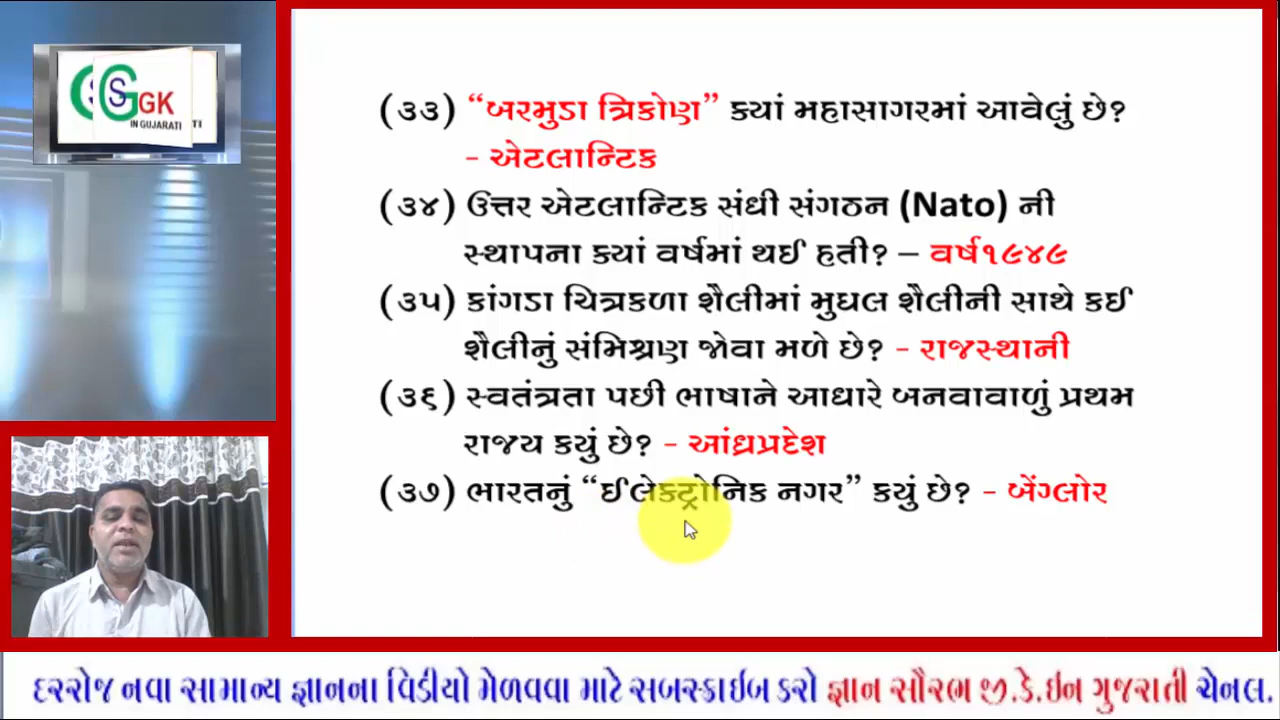 GSGK
IN GUJARATI
(૩૩) “બરમુડા ત્રિકોણ” ક્યાં મહાસાગરમાં આવેલું છે?
- એટલાન્ટિક
(૩૪) ઉત્તર એટલાન્ટિક સંધી સંગઠન (Nato) ની
સ્થાપના ક્યાં વર્ષમાં થઈ હતી? – વર્ષ૧૯૪૯
(૩૫) કાંગડા ચિત્રકળા શૈલીમાં મુઘલ શૈલીની સાથે કઈ
શૈલીનું સંમિશ્રણ જોવા મળે છે? - રાજસ્થાની
(૩૬) સ્વતંત્રતા પછી ભાષાને આધારે બનવાવાળું પ્રથમ
રાજ્ય કયું છે? - આંધ્રપ્રદેશ
(૩૭) ભારતનું “ઈલેક્ટ્રોનિક નગર” કયું છે? - બેંગ્લોર
દરરોજ નવા સામાન્ય જ્ઞાનના વિડીયો મેળવવા માટે સબસ્ક્રાઇબ કરો જ્ઞાન સૌરભ જી.કે.ઇન ગુજરાતી ચેનલ.